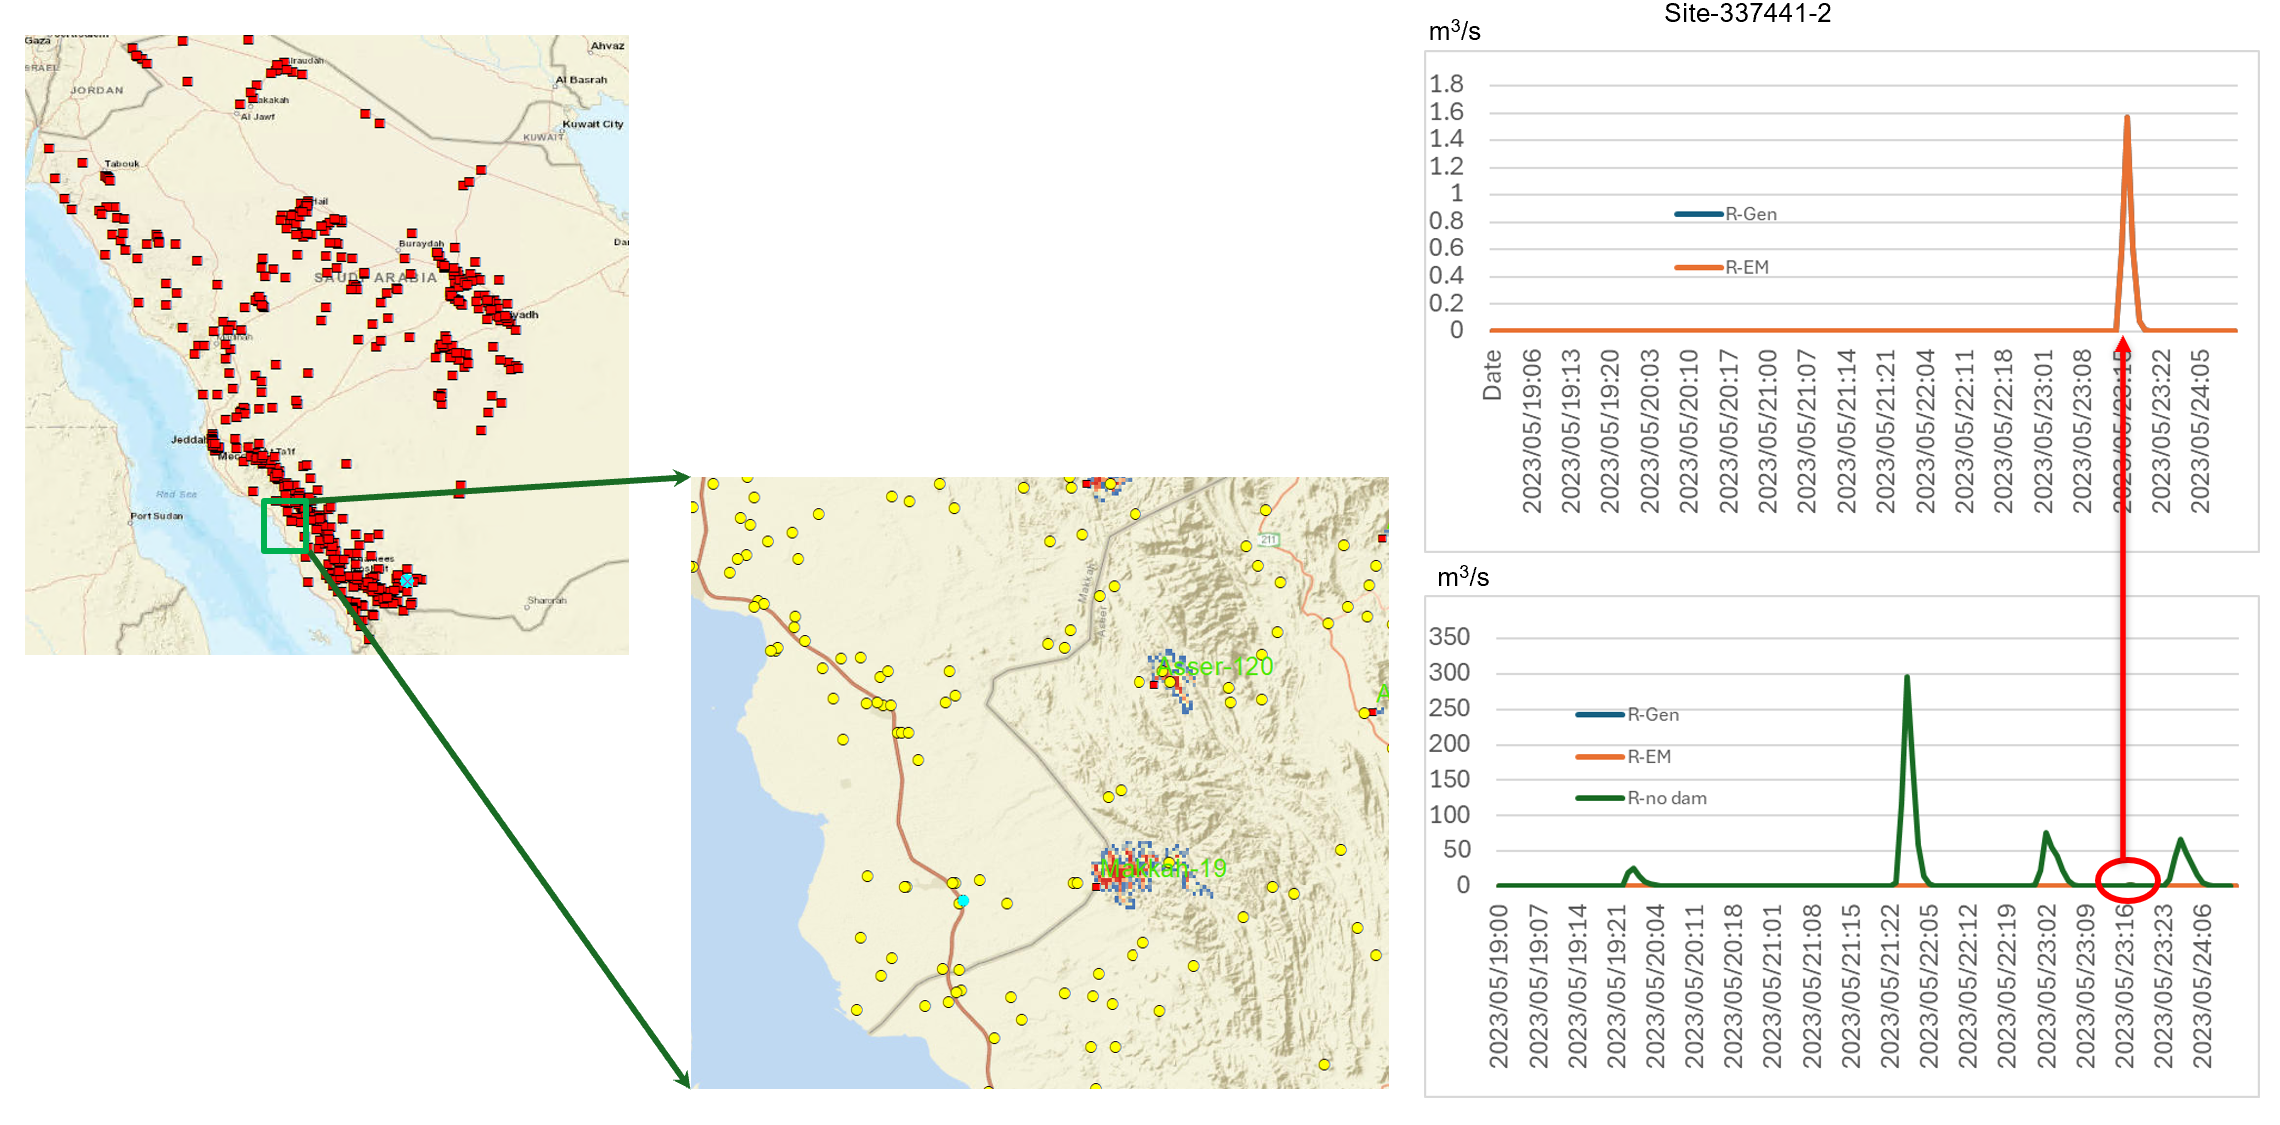 Site-337441-2
m³/s
1.8
1.6
1.4
1.2
1
0.8
0.6
0.4
0.2
0
R-Gen
R-EM
Date
2023/05/19:06
2023/05/19:13
2023/05/19:20
2023/05/20:03
2023/05/20:10
2023/05/20:17
2023/05/21:00
2023/05/21:07
2023/05/21:14
2023/05/21:21
2023/05/22:04
2023/05/22:11
2023/05/22:18
2023/05/23:01
2023/05/23:08
2023/05/23:15
2023/05/23:22
2023/05/24:05
m³/s
350
300
250
200
150
100
50
0
R-Gen
R-EM
R-no dam
2023/05/19:00
2023/05/19:07
2023/05/19:14
2023/05/19:21
2023/05/20:04
2023/05/20:11
2023/05/20:18
2023/05/21:01
2023/05/21:08
2023/05/21:15
2023/05/21:22
2023/05/22:05
2023/05/22:12
2023/05/22:19
2023/05/23:02
2023/05/23:09
2023/05/23:16
2023/05/23:23
2023/05/24:06
Gaza
JORDAN
Ahvaz
Al Basrah
Kuwait City
KUWAIT
Al Jawf
Tabouk
Hail
Buraydah
SAUDI ARABIA
Jeddah
Red Sea
Port Sudan
Sharorah
211
Makkah
Asser
Asser-120
Makkah-19
A